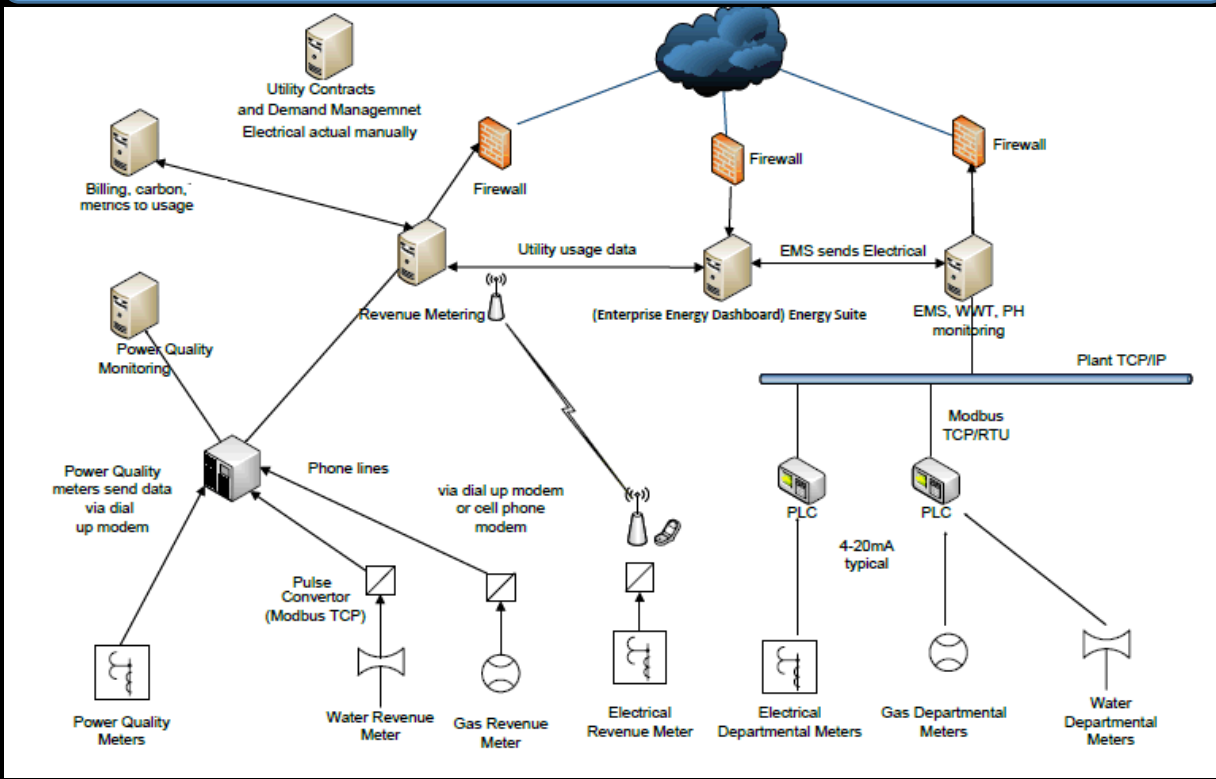 Utility Contracts
and Demand Managemnet
Electrical actual manually
Firewall
Firewall
Firewall
Billing, carbon,
metrics to usage
Utility usage data
EMS sends Electrical
Revenue Metering
(Enterprise Energy Dashboard) Energy Suite
EMS, WWT, PH
monitoring
Power Quality
Monitoring
Plant TCP/IP
Modbus
TCP/RTU
Power Quality
meters send data
via dial
up modem
Phone lines
via dial up modem
or cell phone
modem
PLC
PLC
4-20mA
typical
Pulse
Convertor
(Modbus TCP)
Power Quality
Meters
Water Revenue
Meter
Gas Revenue
Meter
Electrical
Revenue Meter
Electrical
Departmental Meters
Gas Departmental
Meters
Water
Departmental
Meters